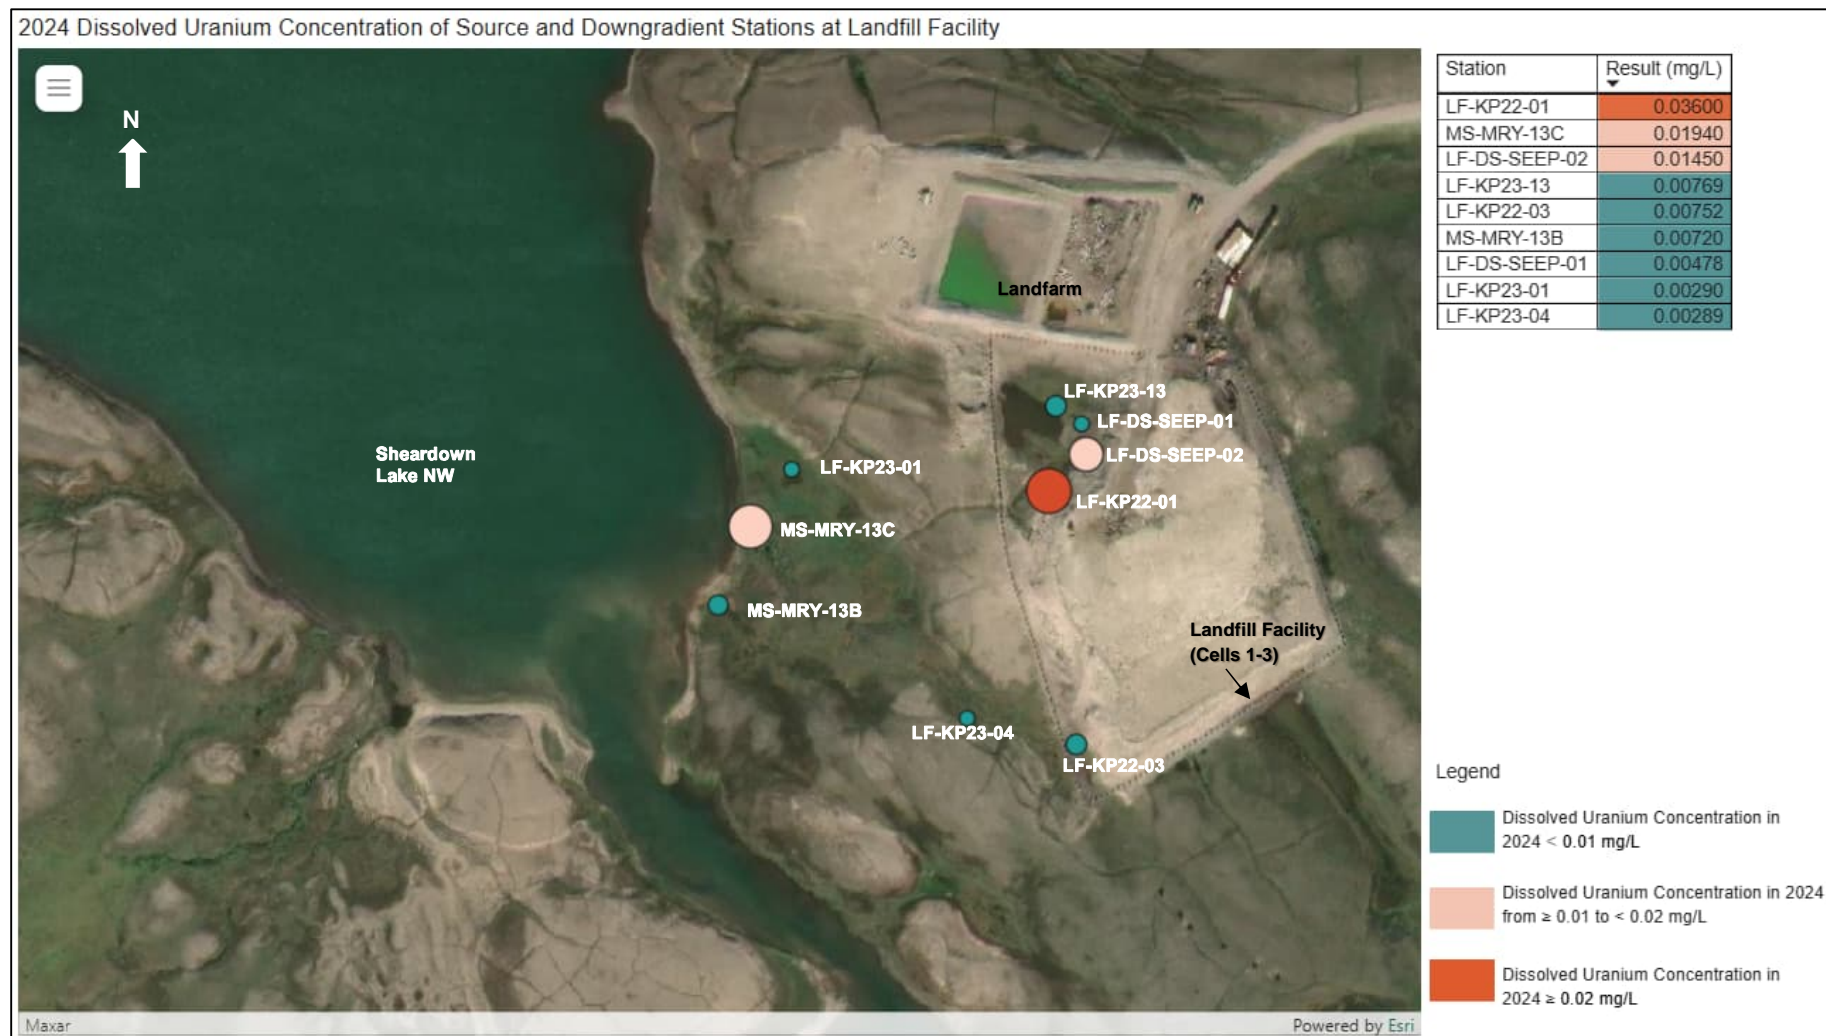 2024 Dissolved Uranium Concentration of Source and Downgradient Stations at Landfill Facility
N
Landfarm
LF-KP23-13
LF-DS-SEEP-01
Sheardown
Lake NW
LF-DS-SEEP-02
LF-KP23-01
LF-KP22-01
MS-MRY-13C
MS-MRY-13B
Landfill Facility
(Cells 1-3)
LF-KP23-04
LF-KP22-03
Maxar
Powered by Esri
Station Result (mg/L)
LF-KP22-01 0.03600
MS-MRY-13C 0.01940
LF-DS-SEEP-02 0.01450
LF-KP23-13 0.00769
LF-KP22-03 0.00752
MS-MRY-13B 0.00720
LF-DS-SEEP-01 0.00478
LF-KP23-01 0.00290
LF-KP23-04 0.00289
Legend
Dissolved Uranium Concentration in
2024 < 0.01 mg/L
Dissolved Uranium Concentration in 2024
from ≥ 0.01 to < 0.02 mg/L
Dissolved Uranium Concentration in
2024 ≥ 0.02 mg/L